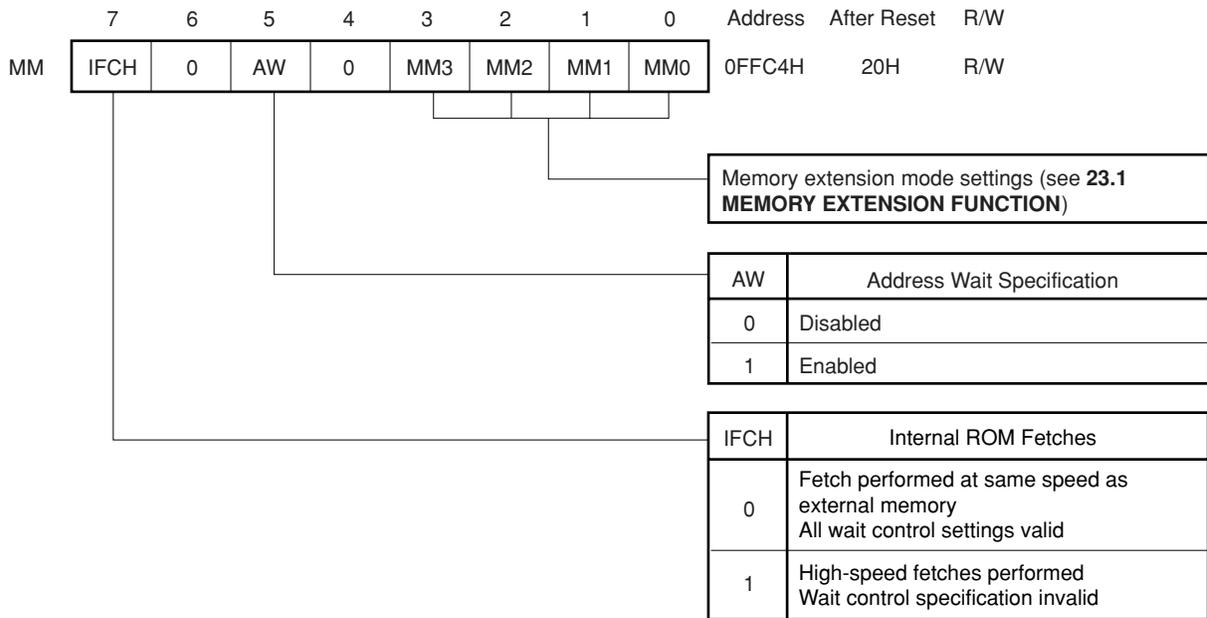 7 6 5 4 3 2 1 0 Address After Reset R/W
MM IFCH 0 AW 0 MM3 MM2 MM1 MM0 0FFC4H 20H R/W
Memory extension mode settings (see 23.1
MEMORY EXTENSION FUNCTION)
AW Address Wait Specification
0 Disabled
1 Enabled
IFCH Internal ROM Fetches
0 Fetch performed at same speed as
external memory
All wait control settings valid
1 High-speed fetches performed
Wait control specification invalid